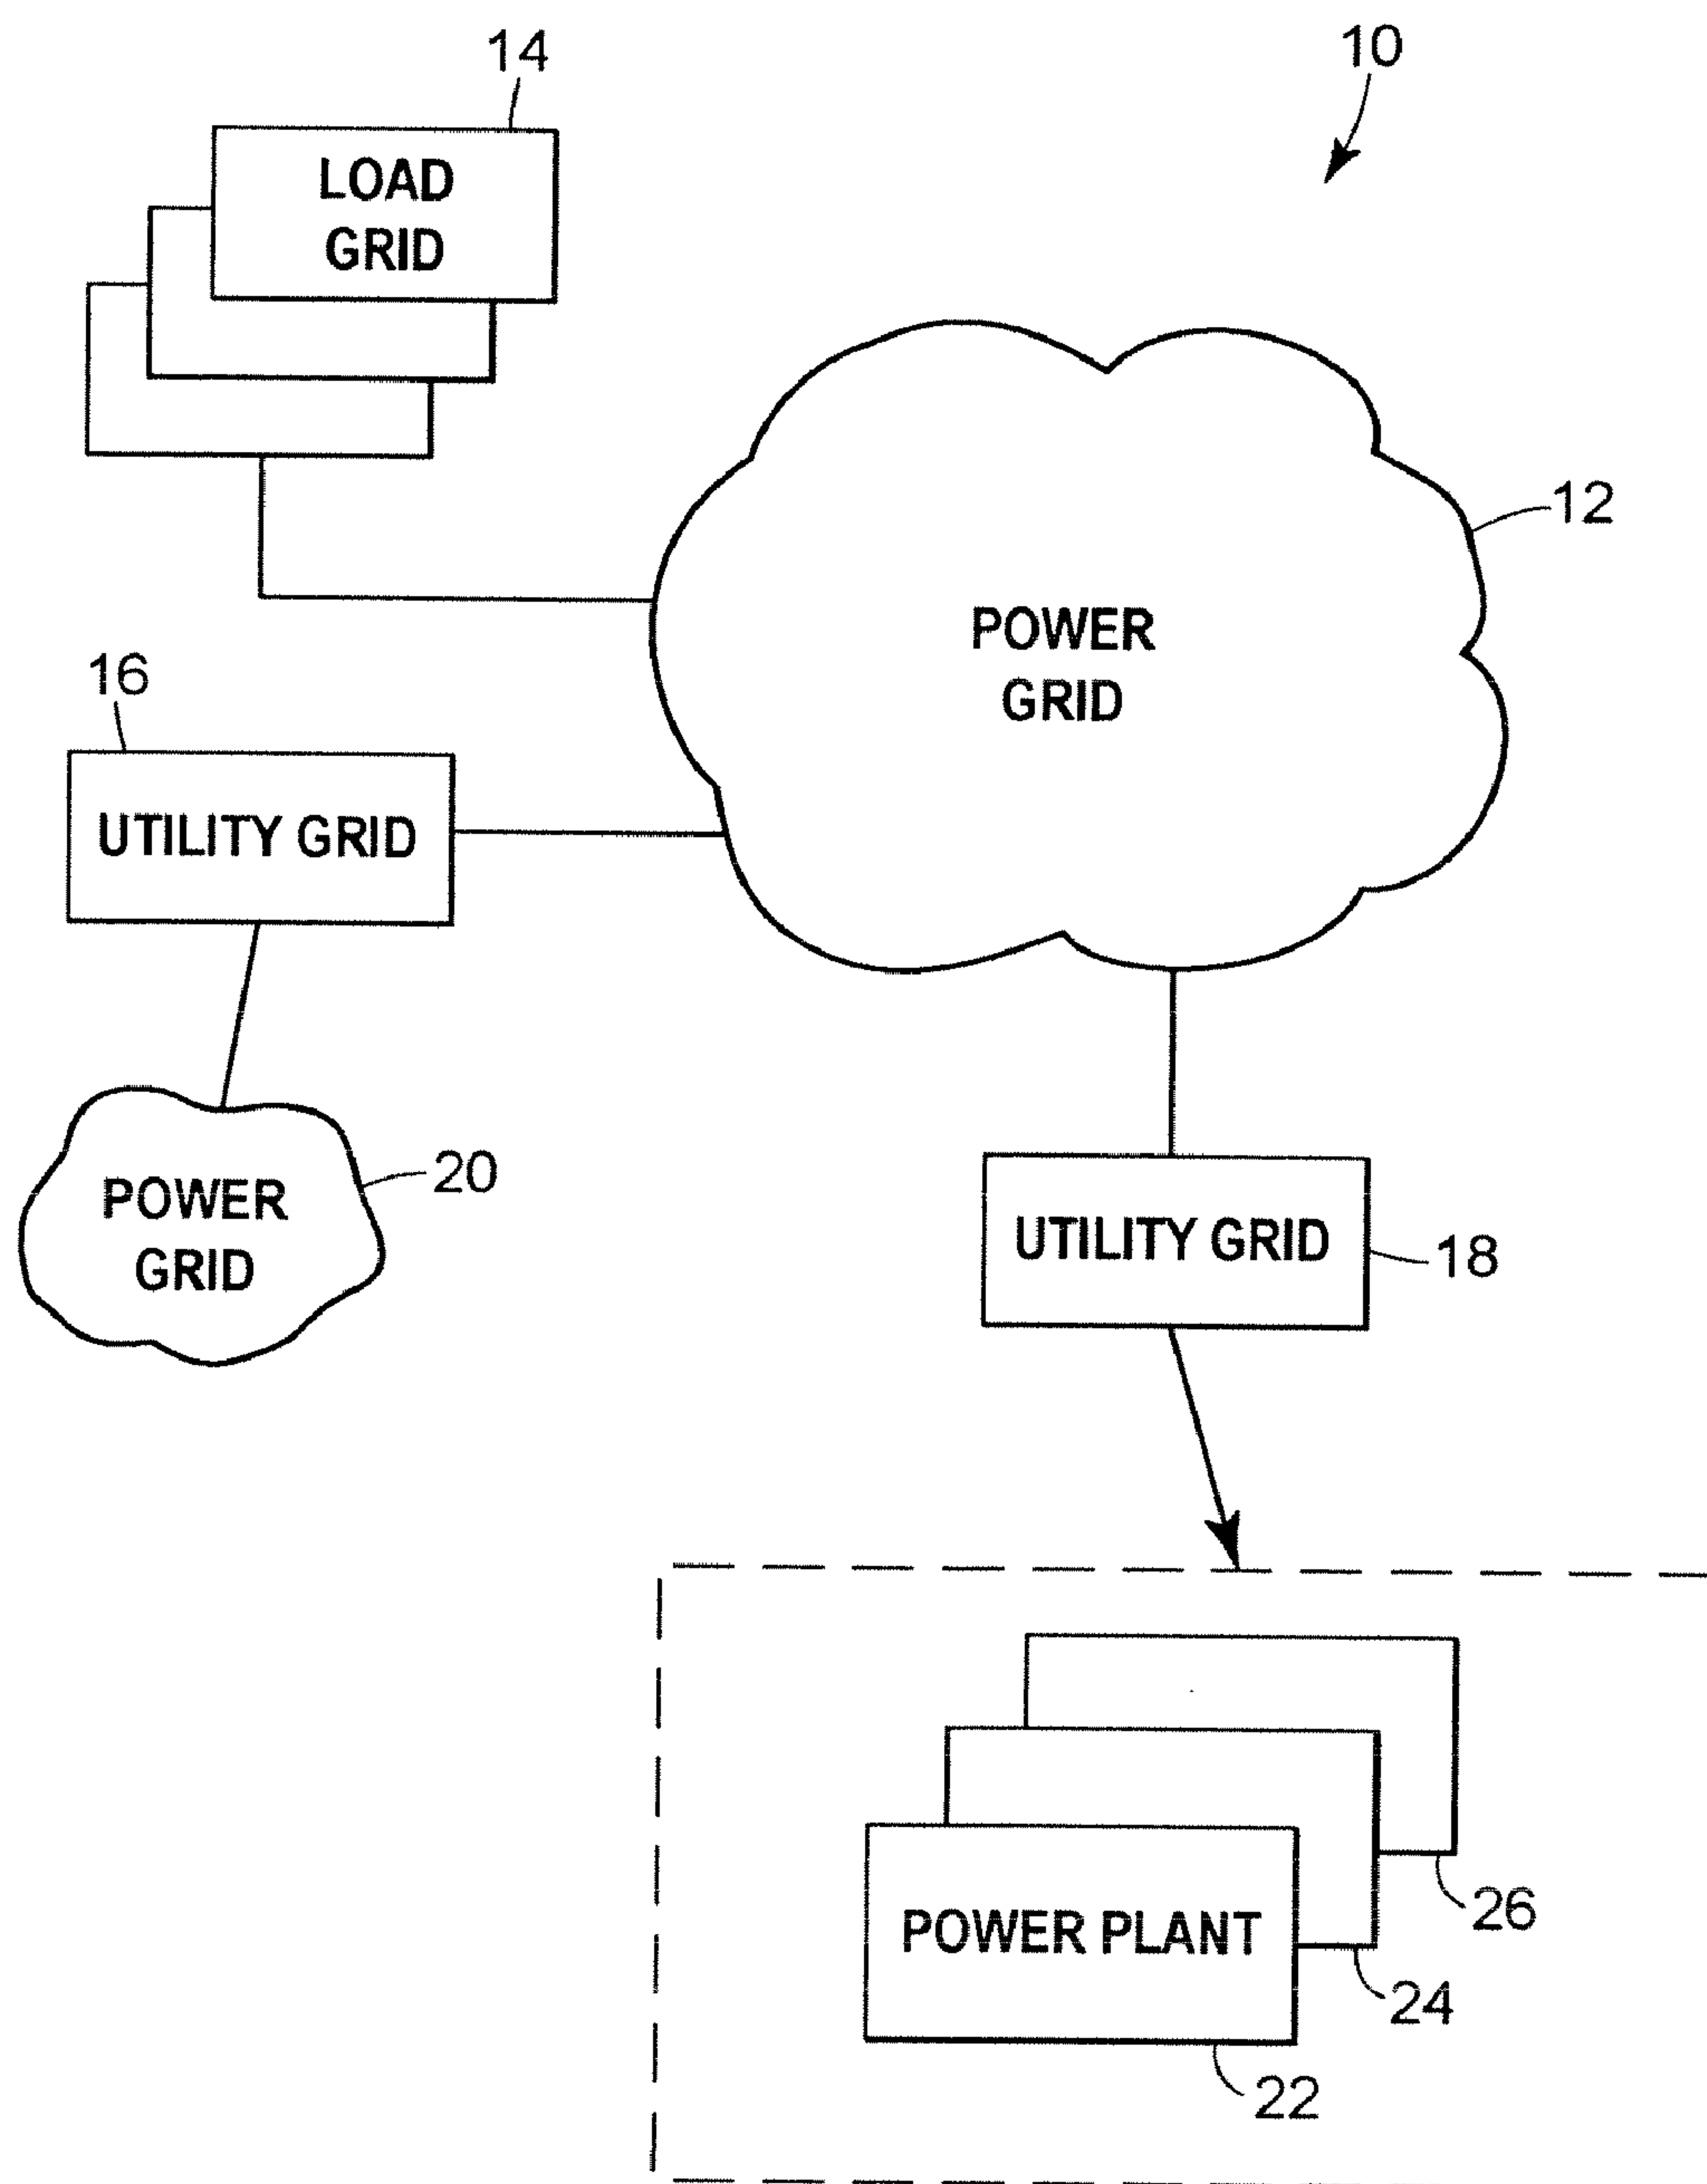 14
10
LOAD
GRID
12
POWER
GRID
16
UTILITY GRID
20
POWER
GRID
UTILITY GRID
18
26
POWER PLANT
24
22